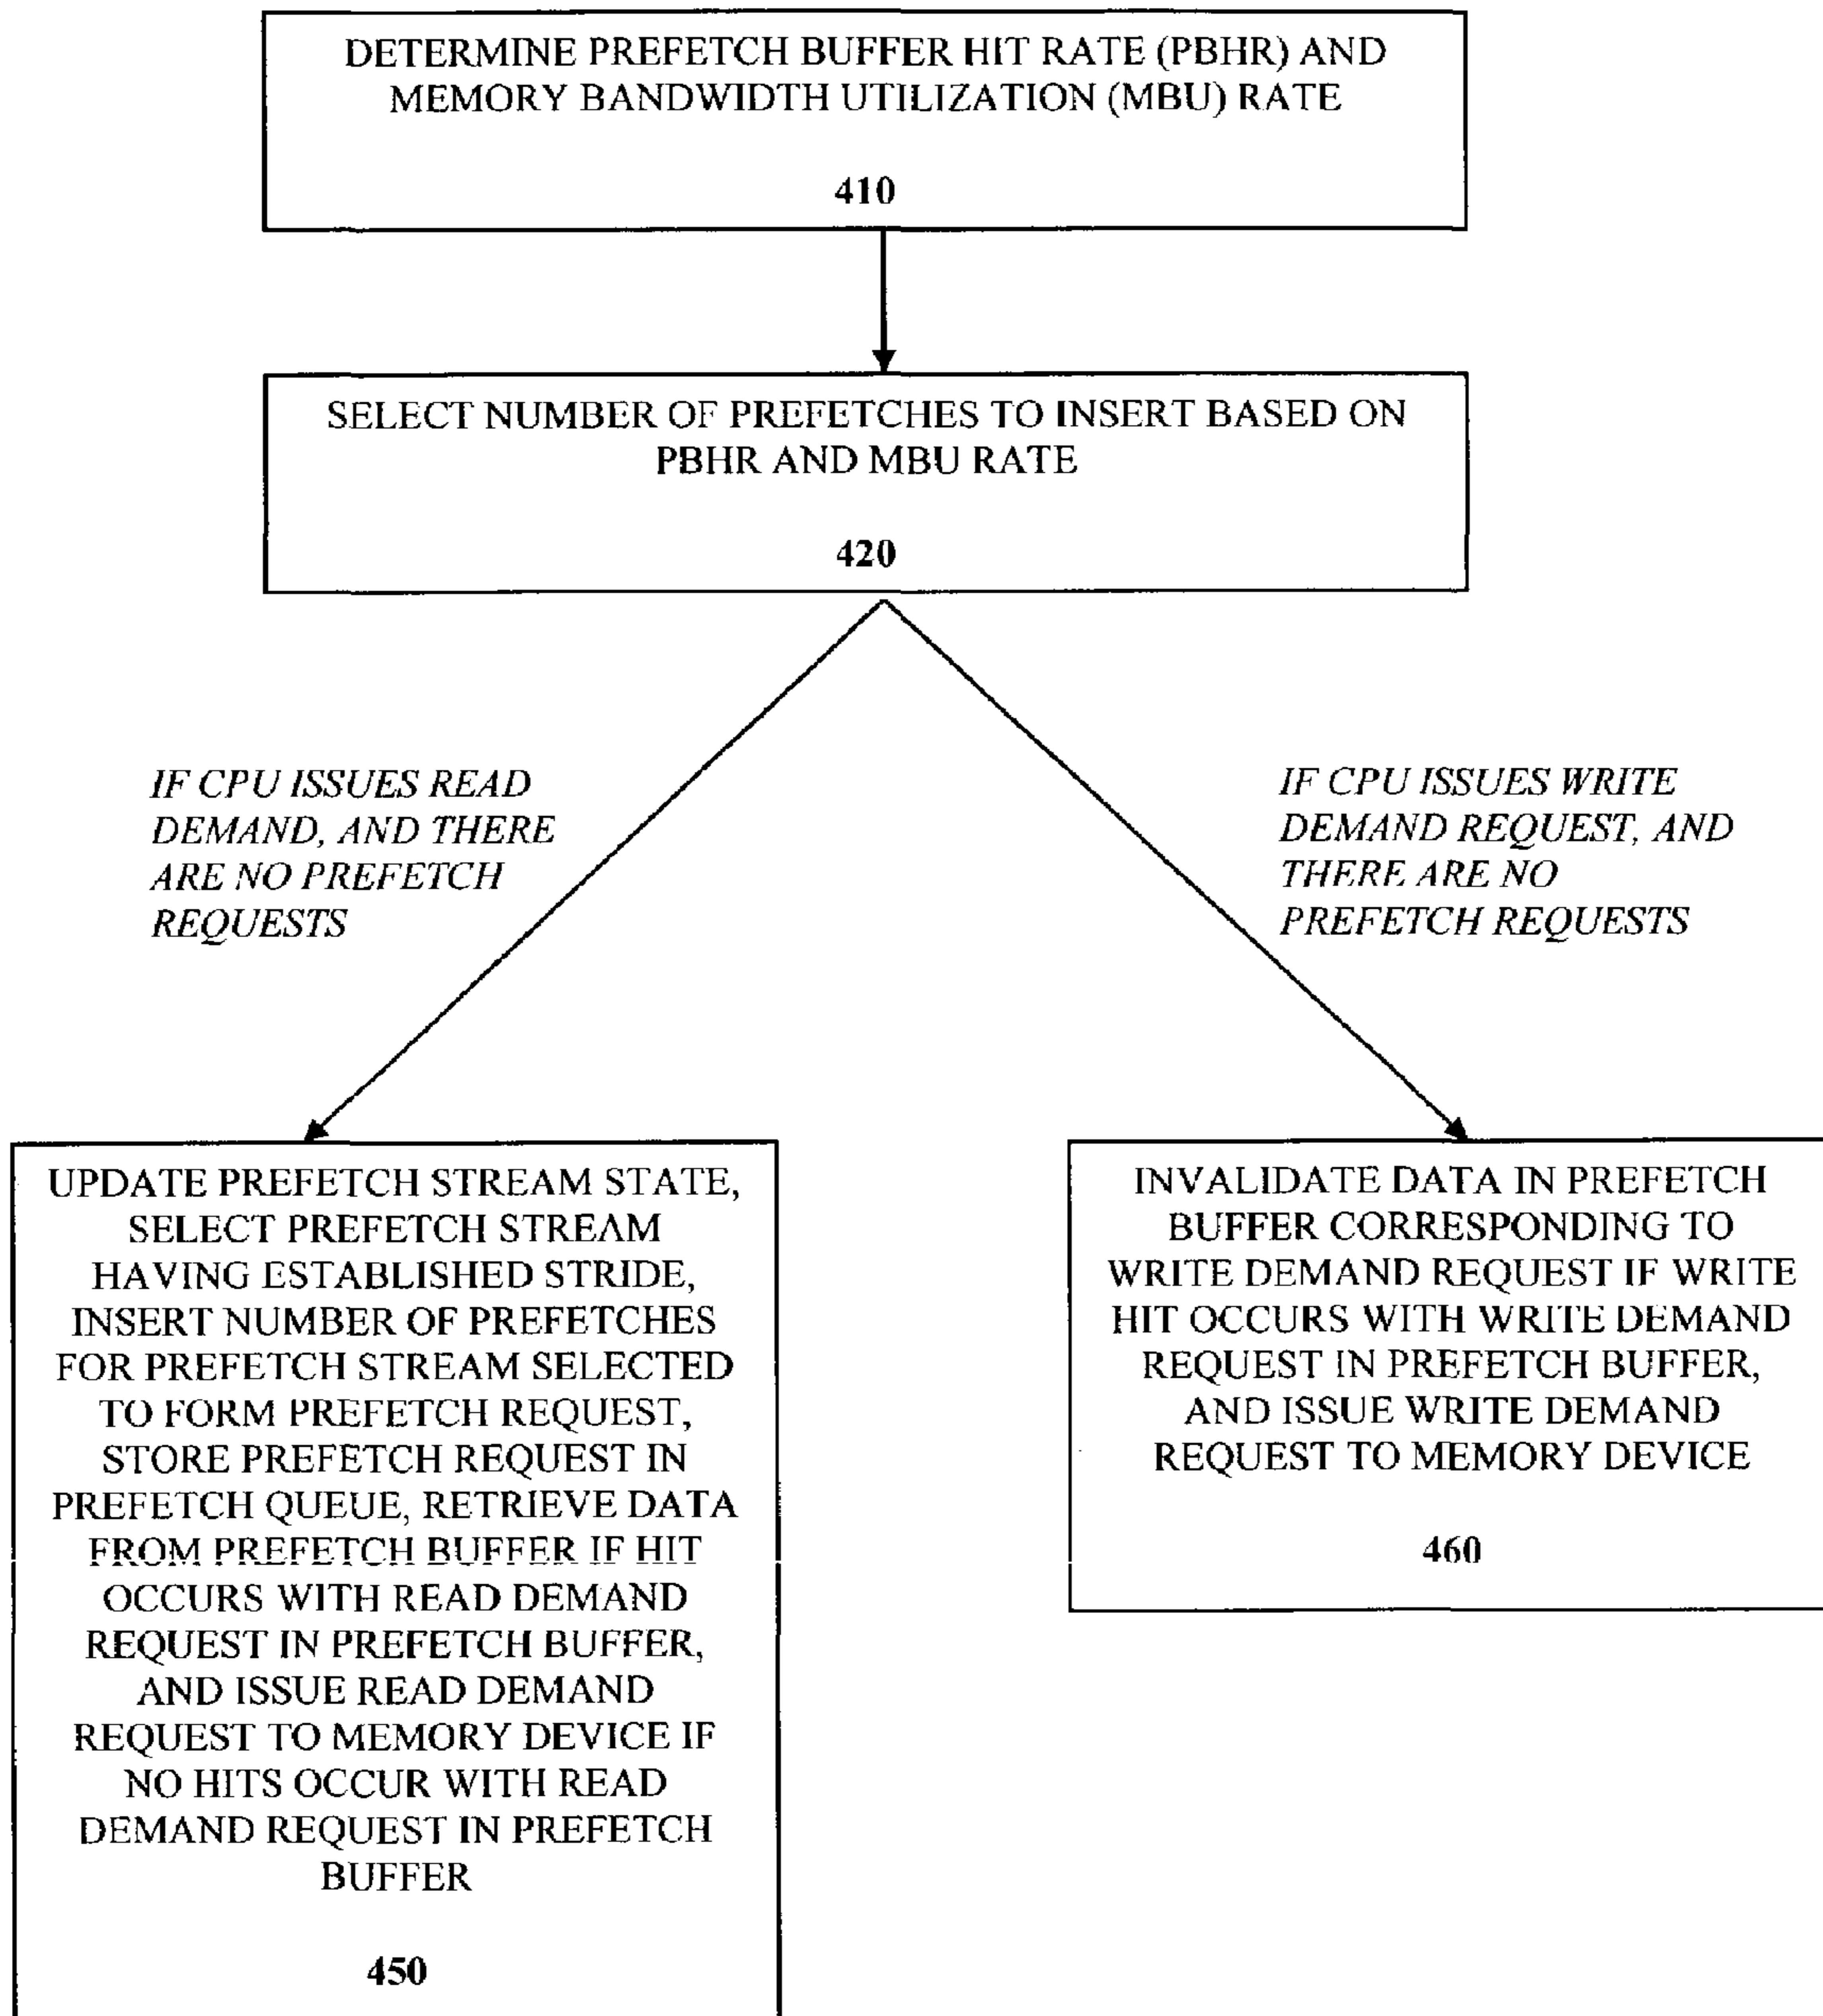 DETERMINE PREFETCH BUFFER HIT RATE (PBHR) AND
MEMORY BANDWIDTH UTILIZATION (MBU) RATE
410
SELECT NUMBER OF PREFETCHES TO INSERT BASED ON
PBHR AND MBU RATE
420
IF CPU ISSUES READ
DEMAND, AND THERE
ARE NO PREFETCH
REQUESTS
IF CPU ISSUES WRITE
DEMAND REQUEST, AND
THERE ARE NO
PREFETCH REQUESTS
UPDATE PREFETCH STREAM STATE,
SELECT PREFETCH STREAM
HAVING ESTABLISHED STRIDE,
INSERT NUMBER OF PREFETCHES
FOR PREFETCH STREAM SELECTED
TO FORM PREFETCH REQUEST,
STORE PREFETCH REQUEST IN
PREFETCH QUEUE, RETRIEVE DATA
FROM PREFETCH BUFFER IF HIT
OCCURS WITH READ DEMAND
REQUEST IN PREFETCH BUFFER,
AND ISSUE READ DEMAND
REQUEST TO MEMORY DEVICE IF
NO HITS OCCUR WITH READ
DEMAND REQUEST IN PREFETCH
BUFFER
450
INVALIDATE DATA IN PREFETCH
BUFFER CORRESPONDING TO
WRITE DEMAND REQUEST IF WRITE
HIT OCCURS WITH WRITE DEMAND
REQUEST IN PREFETCH BUFFER,
AND ISSUE WRITE DEMAND
REQUEST TO MEMORY DEVICE
460